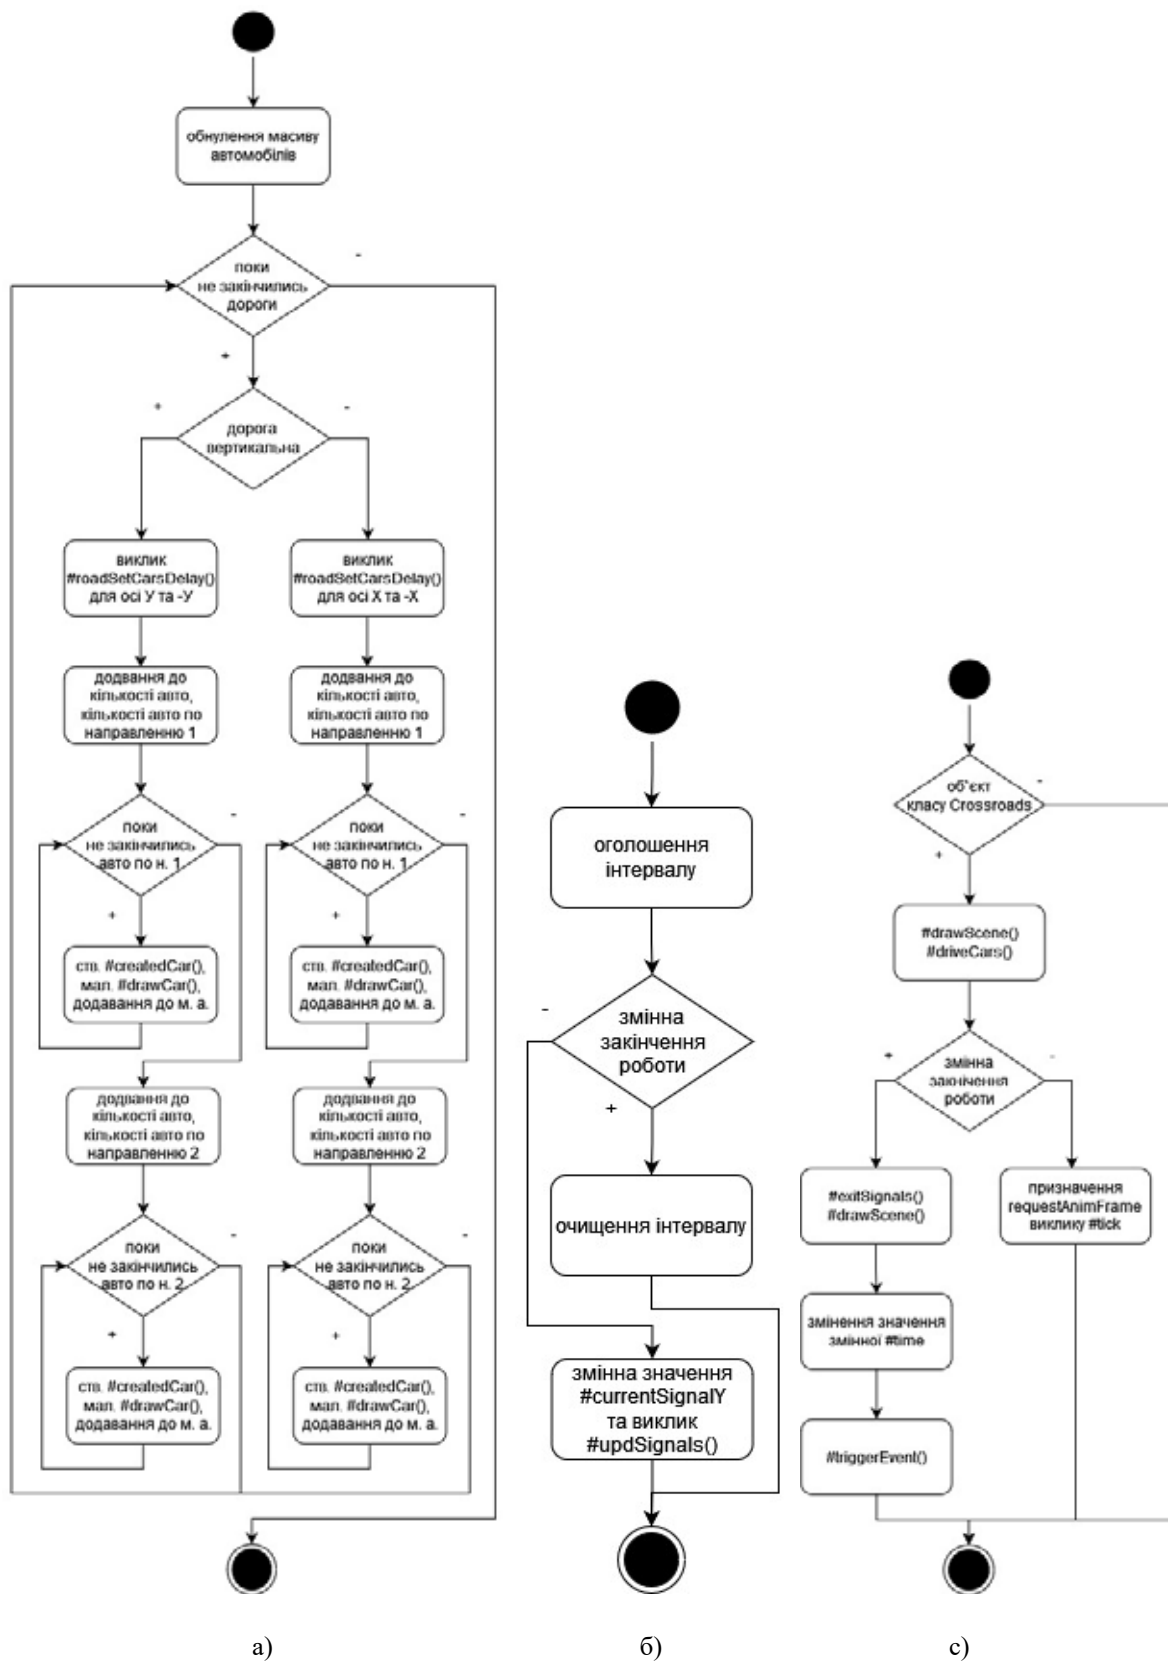 обнулення масиву
автомобілів
-
поки
не закінчились
дороги
+
+
-
дорога
вертикальна
виклик
#roadSetCarsDelay()
для осі У та -У
виклик
#roadSetCarsDelay()
для осі Х та -Х
додвання до
кількості авто,
кількості авто по
направленню 1
додвання до
кількості авто,
кількості авто по
направленню 1
-
поки
не закінчились
авто по н. 1
-
поки
не закінчились
авто по н. 1
+
+
ств. #createdCar(),
мал. #drawCar(),
додавання до м. а.
ств. #createdCar(),
мал. #drawCar(),
додавання до м. а.
додвання до
кількості авто,
кількості авто по
направленню 2
додвання до
кількості авто,
кількості авто по
направленню 2
-
поки
не закінчились
авто по н. 2
-
поки
не закінчились
авто по н. 2
+
+
ств. #createdCar(),
мал. #drawCar(),
додавання до м. а.
ств. #createdCar(),
мал. #drawCar(),
додавання до м. а.
а)
оголошення
інтервалу
-
змінна
закінчення
роботи
+
очищення інтервалу
змінна значення
#currentSignalY
та виклик
#updSignals()
б)
об'єкт
класу Crossroads
-
+
#drawScene()
#driveCars()
+
-
змінна
закінчення
роботи
#exitSignals()
#drawScene()
призначення
requestAnimFrame
виклику #tick
змінення значення
змінної #time
#triggerEvent()
с)